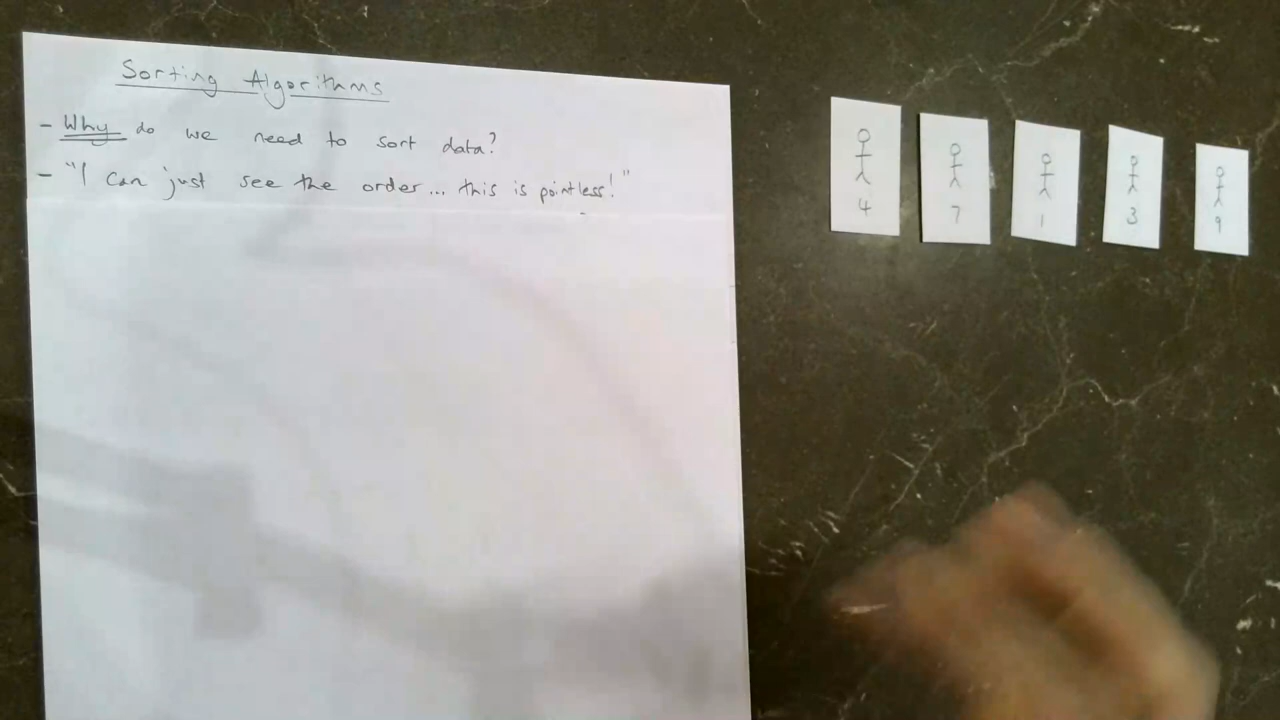 Sorting Algorithms
- Why do we need to sort data?
- "I can just see the order... this is pointless!"
4 7 1 3 9